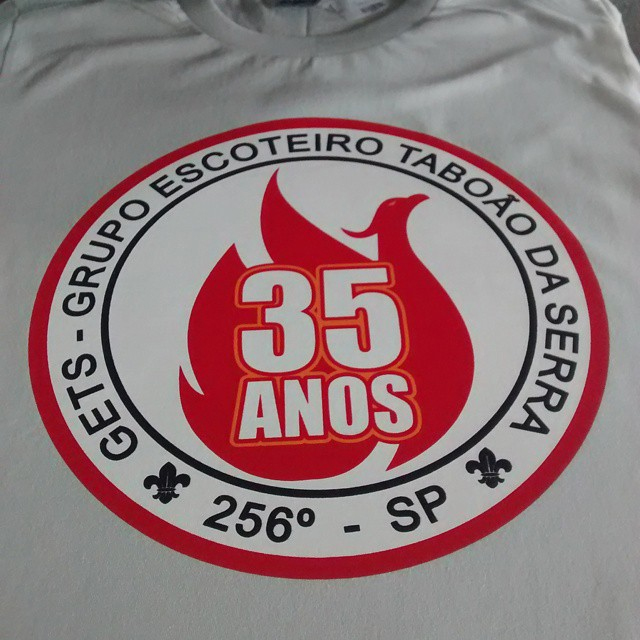 GETS - GRUPO ESCOTEIRO TABOÃO DA SERRA
35
ANOS
256º - SP